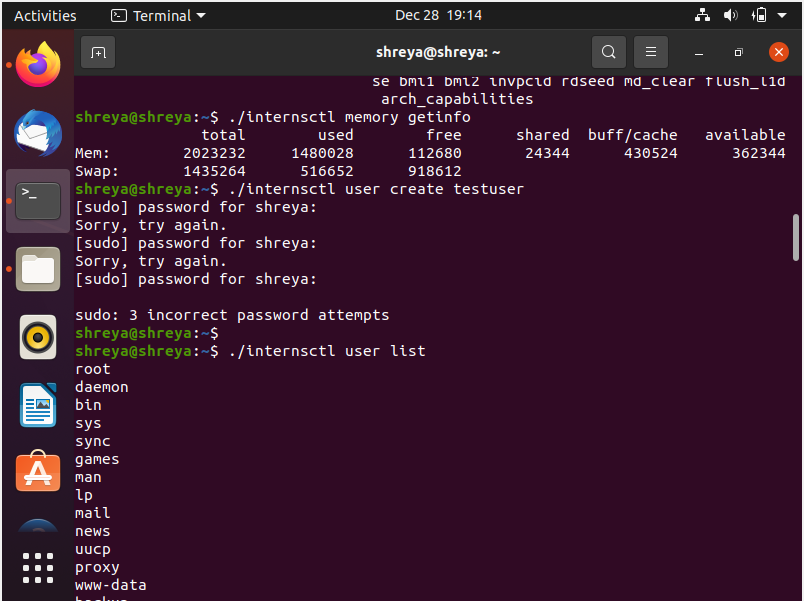 Activities Terminal Dec 28 19:14
shreya@shreya: ~
se bmi1 bmi2 invpcid rdseed md_clear flush_l1d
arch_capabilities
shreya@shreya:~$ ./internsctl memory getinfo
total used free shared buff/cache available
Mem: 2023232 1480028 112680 24344 430524 362344
Swap: 1435264 516652 918612
shreya@shreya:~$ ./internsctl user create testuser
[sudo] password for shreya:
Sorry, try again.
[sudo] password for shreya:
Sorry, try again.
[sudo] password for shreya:
sudo: 3 incorrect password attempts
shreya@shreya:~$
shreya@shreya:~$ ./internsctl user list
root
daemon
bin
sys
sync
games
man
lp
mail
news
uucp
proxy
www-data